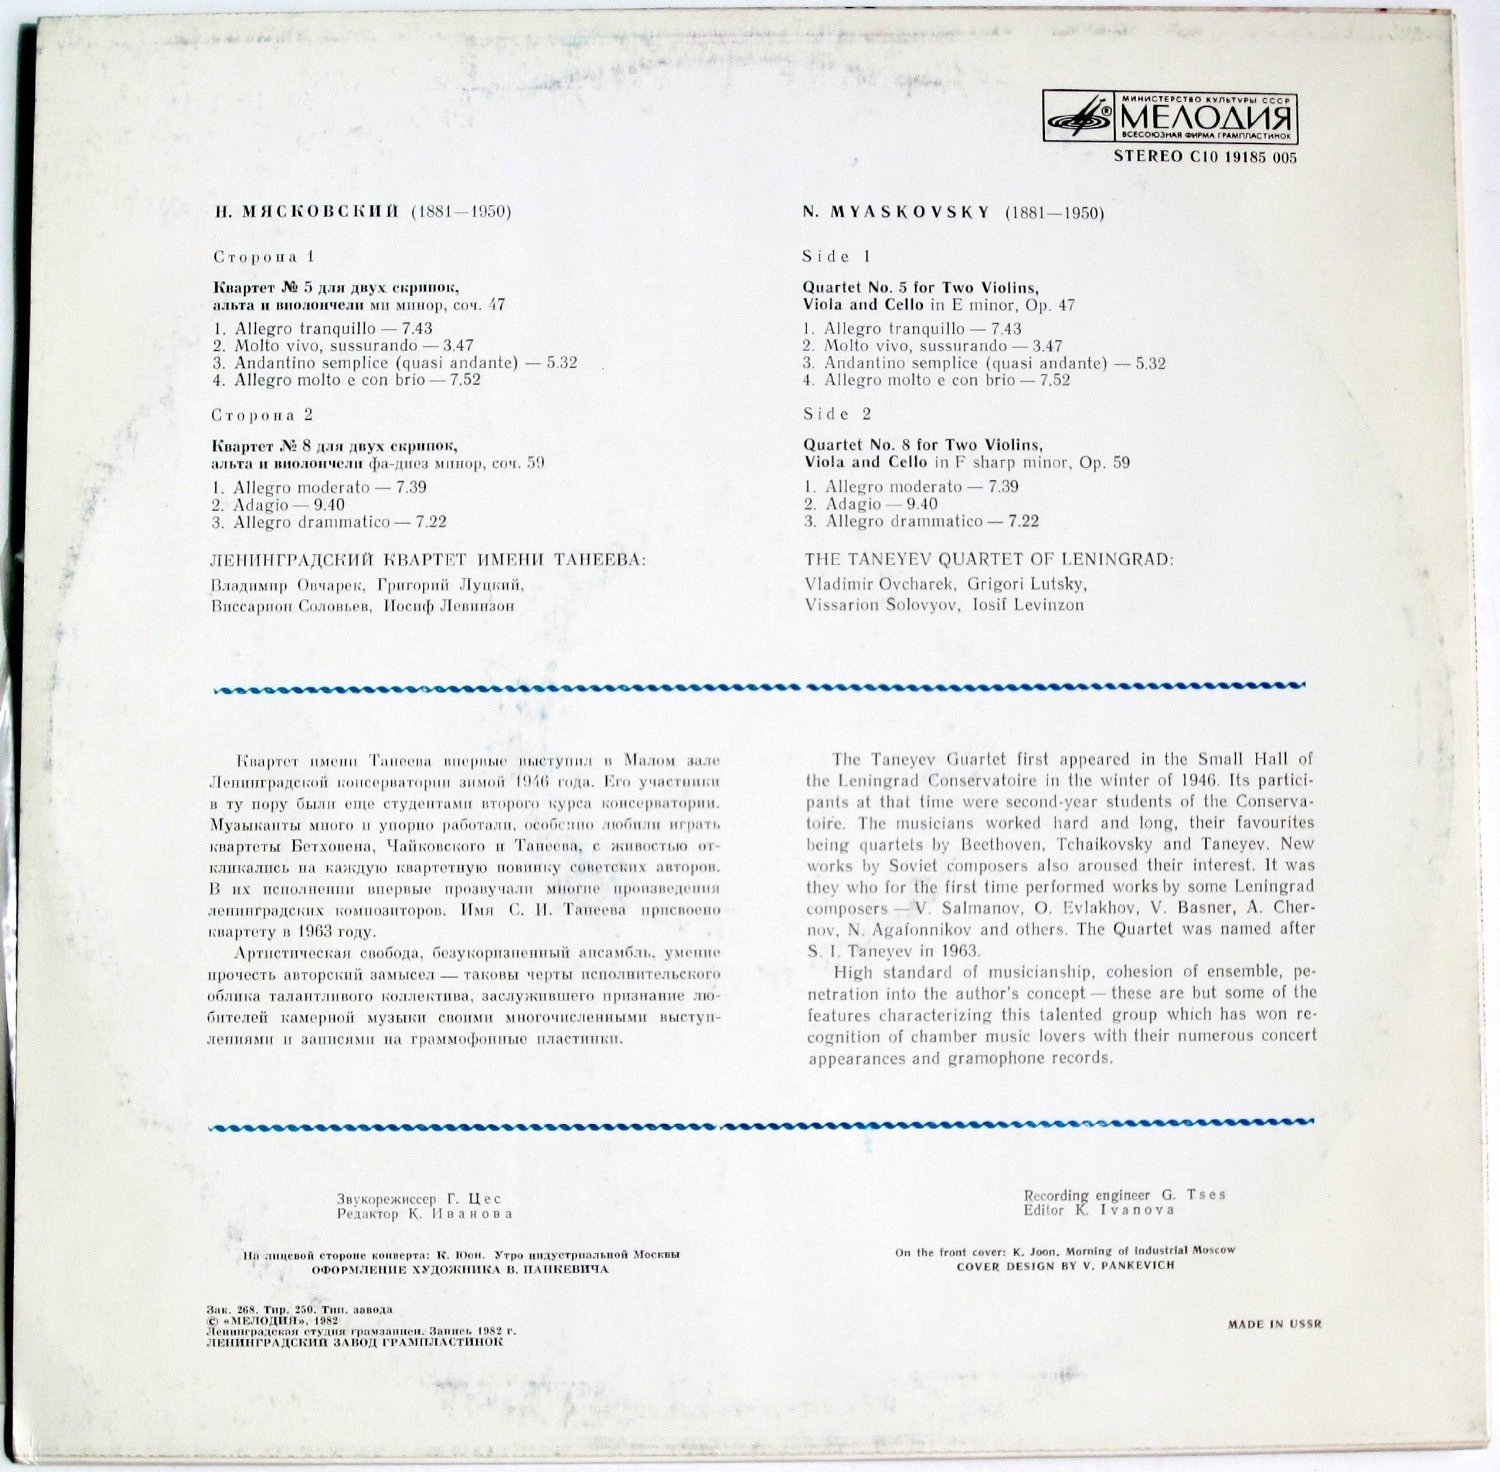 МИНИСТЕРСТВО КУЛЬТУРЫ СССР
МЕЛОДИЯ
ВСЕСОЮЗНАЯ ФИРМА ГРАМПЛАСТИНОК
STEREO С10 19185 005
Н. МЯСКОВСКИЙ (1881—1950)
Сторона 1
Квартет № 5 для двух скрипок,
альта и виолончели ми минор, соч. 47
1. Allegro tranquillo — 7.43
2. Molto vivo, sussurando — 3.47
3. Andantino semplice (quasi andante) — 5.32
4. Allegro molto e con brio — 7.52
Сторона 2
Квартет № 8 для двух скрипок,
альта и виолончели фа-диез минор, соч. 59
1. Allegro moderato — 7.39
2. Adagio — 9.40
3. Allegro drammatico — 7.22
ЛЕНИНГРАДСКИЙ КВАРТЕТ ИМЕНИ ТАНЕЕВА:
Владимир Овчарек, Григорий Луцкий,
Виссарион Соловьев, Иосиф Левинзон
N. MYASKOVSKY (1881—1950)
Side 1
Quartet No. 5 for Two Violins,
Viola and Cello in E minor, Op. 47
1. Allegro tranquillo — 7.43
2. Molto vivo, sussurando — 3.47
3. Andantino semplice (quasi andante) — 5.32
4. Allegro molto e con brio — 7.52
Side 2
Quartet No. 8 for Two Violins,
Viola and Cello in F sharp minor, Op. 59
1. Allegro moderato — 7.39
2. Adagio — 9.40
3. Allegro drammatico — 7.22
THE TANEYEV QUARTET OF LENINGRAD:
Vladimir Ovcharek, Grigori Lutsky,
Vissarion Solovyov, Iosif Levinzon
Квартет имени Танеева впервые выступил в Малом зале
Ленинградской консерватории зимой 1946 года. Его участники
в ту пору были еще студентами второго курса консерватории.
Музыканты много и упорно работали, особенно любили играть
квартеты Бетховена, Чайковского и Танеева, с живостью от-
кликались на каждую квартетную новинку советских авторов.
В их исполнении впервые прозвучали многие произведения
ленинградских композиторов. Имя С. И. Танеева присвоено
квартету в 1963 году.
Артистическая свобода, безукоризненный ансамбль, умение
прочесть авторский замысел — таковы черты исполнительского
облика талантливого коллектива, заслужившего признание лю-
бителей камерной музыки своими многочисленными выступ-
лениями и записями на граммофонные пластинки.
The Taneyev Guartet first appeared in the Small Hall of
the Leningrad Conservatoire in the winter of 1946. Its partici-
pants at that time were second-year students of the Conserva-
toire. The musicians worked hard and long, their favourites
being quartets by Beethoven, Tchaikovsky and Taneyev. New
works by Soviet composers also aroused their interest. It was
they who for the first time performed works by some Leningrad
composers — V. Salmanov, O. Evlakhov, V. Basner, A. Cher-
nov, N. Agafonnikov and others. The Quartet was named after
S. I. Taneyev in 1963.
High standard of musicianship, cohesion of ensemble, pe-
netration into the author's concept — these are but some of the
features characterizing this talented group which has won re-
cognition of chamber music lovers with their numerous concert
appearances and gramophone records.
Звукорежиссер Г. Цес
Редактор К. Иванова
На лицевой стороне конверта: К. Юон. Утро индустриальной Москвы
ОФОРМЛЕНИЕ ХУДОЖНИКА В. ПАНКЕВИЧА
Recording engineer G. Tses
Editor K. Ivanova
On the front cover: K. Joon. Morning of Industrial Moscow
COVER DESIGN BY V. PANKEVICH
Зак. 268. Тир. 250. Тип. завода
© «МЕЛОДИЯ», 1982
Ленинградская студия грамзаписи. Запись 1982 г.
ЛЕНИНГРАДСКИЙ ЗАВОД ГРАМПЛАСТИНОК
MADE IN USSR